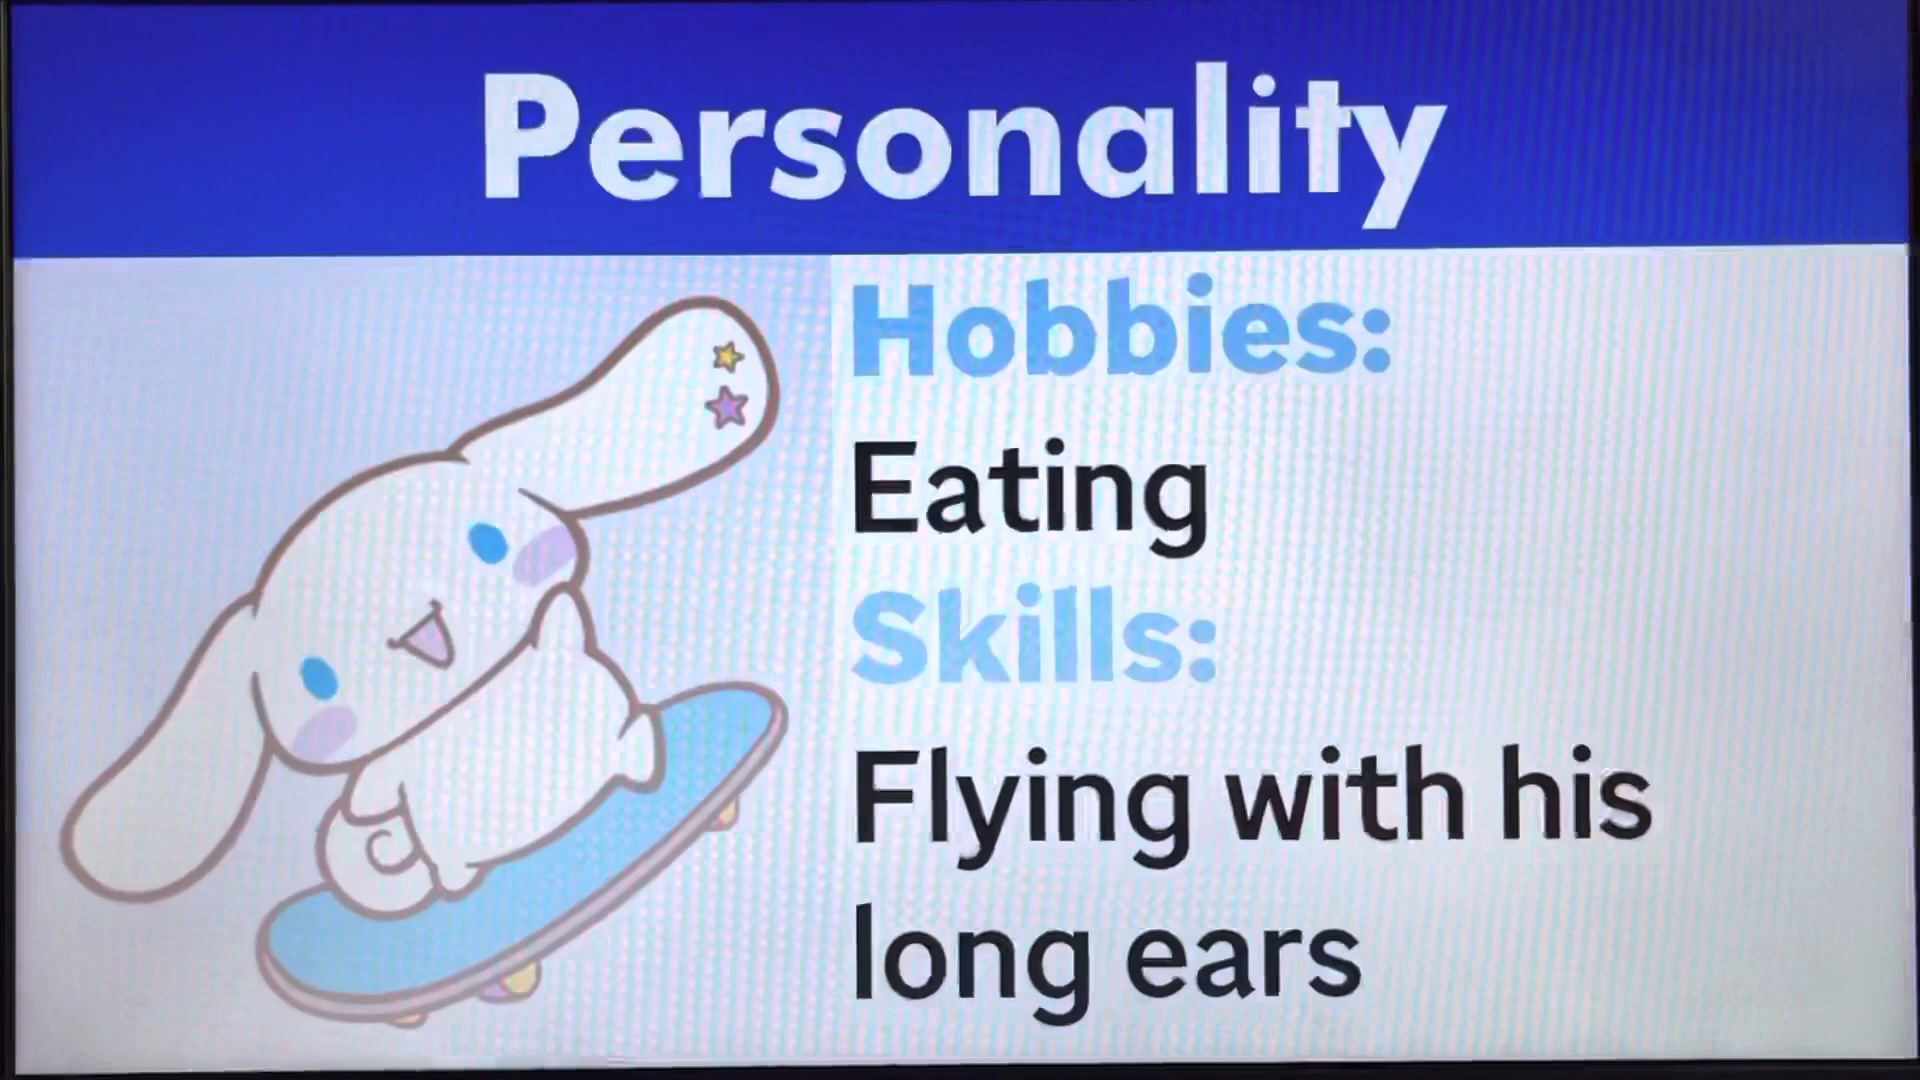 Personality
Hobbies:
Eating
Skills:
Flying with his
long ears